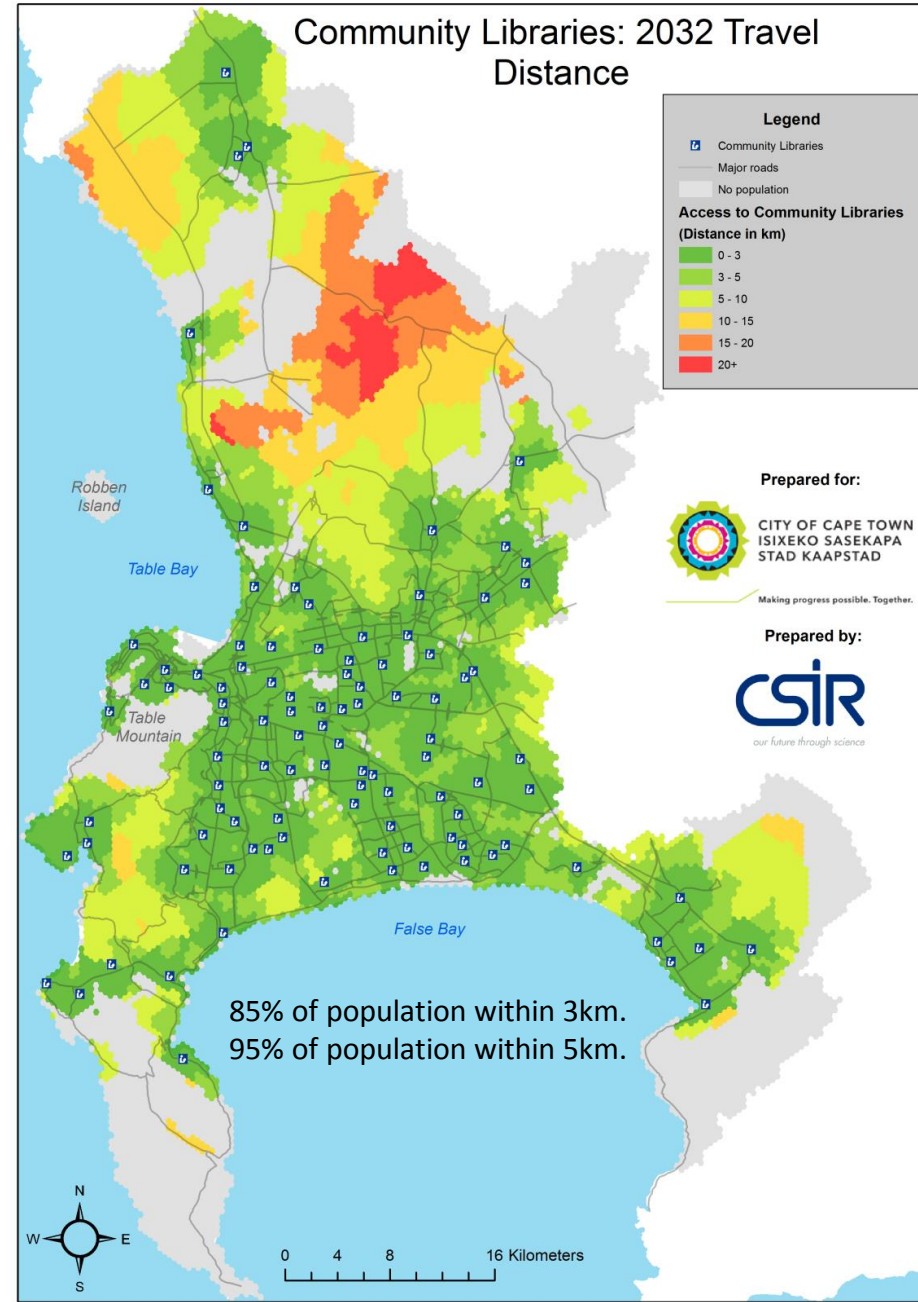 Community Libraries: 2032 Travel
Distance
Legend
Community Libraries
Major roads
No population
Access to Community Libraries
(Distance in km)
0 - 3
3 - 5
5 - 10
10 - 15
15 - 20
20+
Robben
Island
Table Bay
Prepared for:
CITY OF CAPE TOWN
ISIXEKO SASEKAPA
STAD KAAPSTAD
Making progress possible. Together.
Prepared by:
CSIR
our future through science
Table
Mountain
False Bay
85% of population within 3km.
95% of population within 5km.
N
W E
S
0 4 8 16 Kilometers